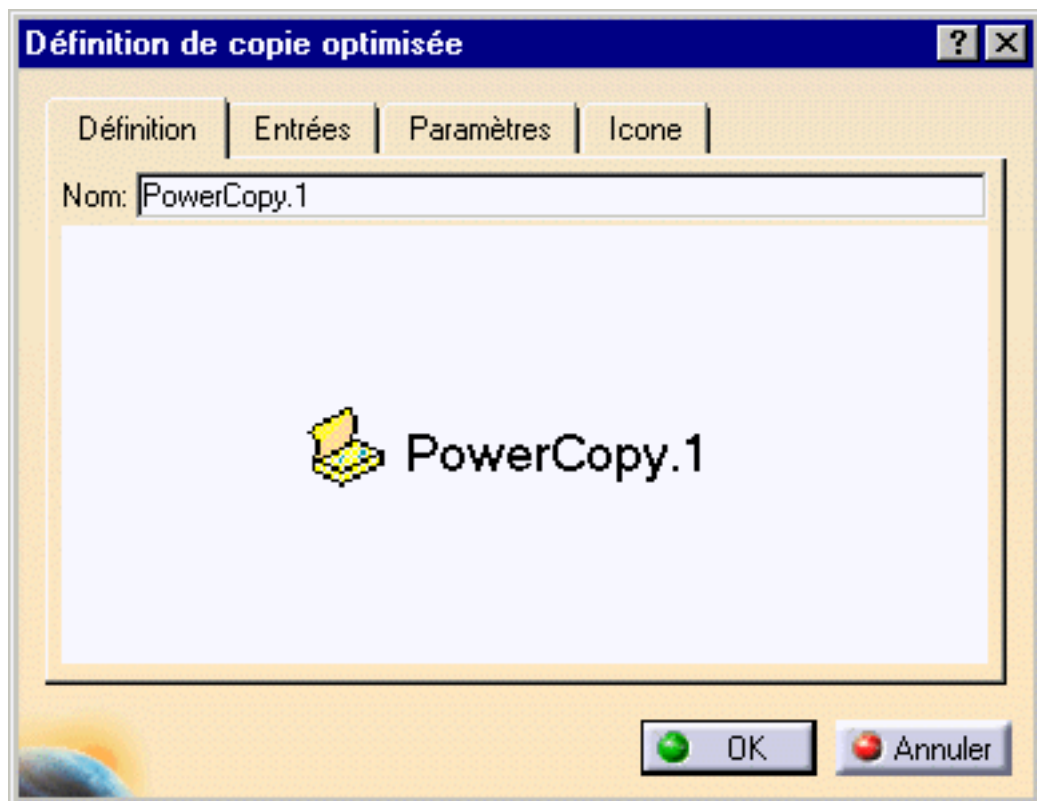 Définition de copie optimisée
Définition Entrées Paramètres Icone
Nom: PowerCopy.1
PowerCopy.1
OK Annuler